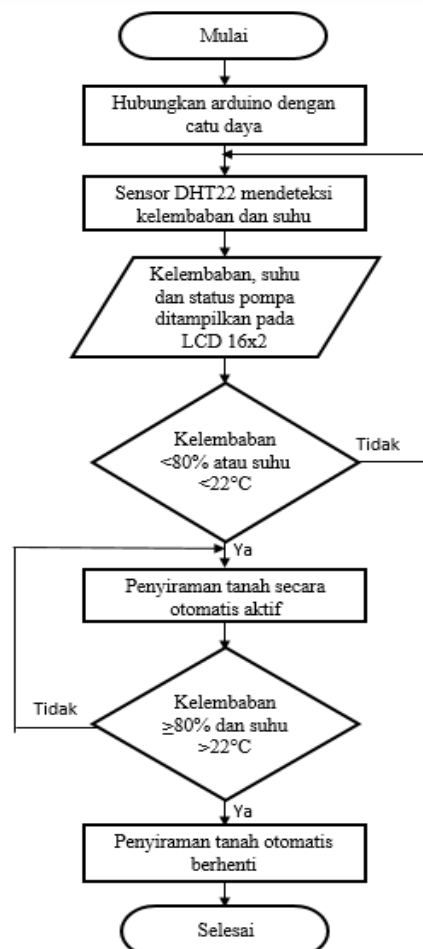 Mulai
Hubungkan arduino dengan
catu daya
Sensor DHT22 mendeteksi
kelembaban dan suhu
Kelembaban, suhu
dan status pompa
ditampilkan pada
LCD 16x2
Kelembaban
<80% atau suhu
<22°C
Tidak
Ya
Penyiraman tanah secara
otomatis aktif
Kelembaban
≥80% dan suhu
>22°C
Tidak
Ya
Penyiraman tanah otomatis
berhenti
Selesai